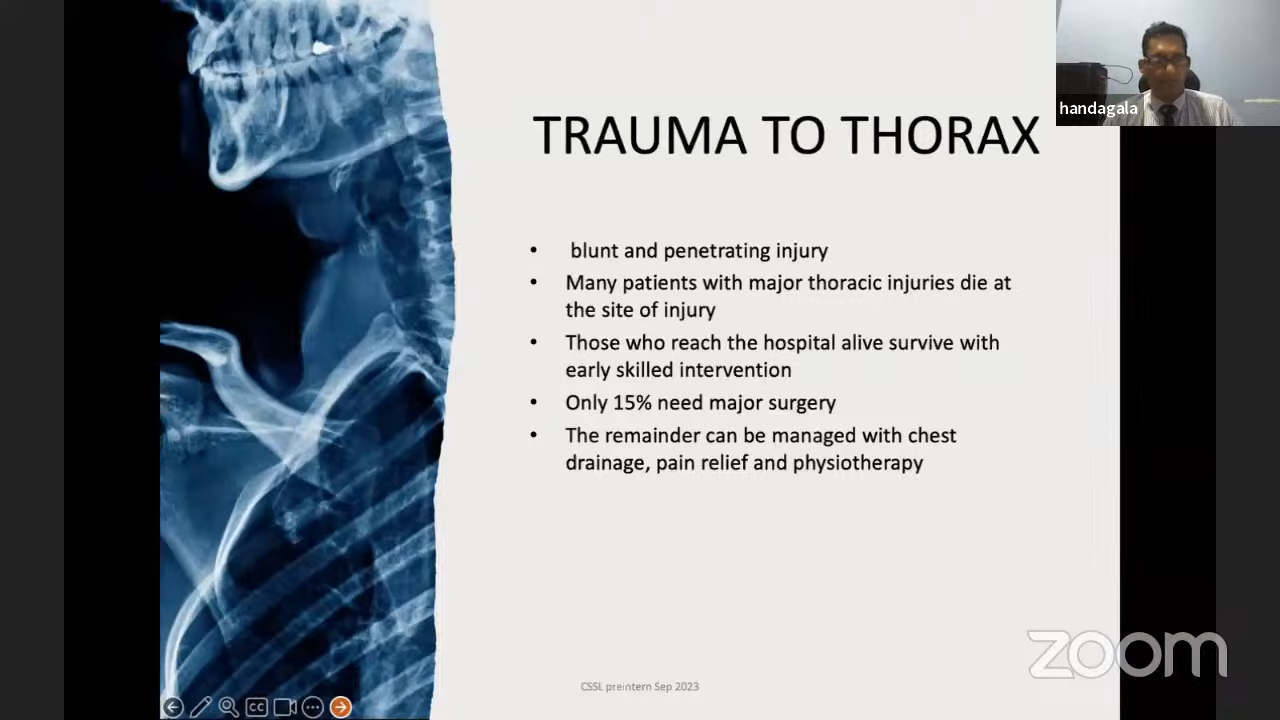 handagala
TRAUMA TO THORAX
• blunt and penetrating injury
• Many patients with major thoracic injuries die at
the site of injury
• Those who reach the hospital alive survive with
early skilled intervention
• Only 15% need major surgery
• The remainder can be managed with chest
drainage, pain relief and physiotherapy
zoom
CSSL preintern Sep 2023
CC